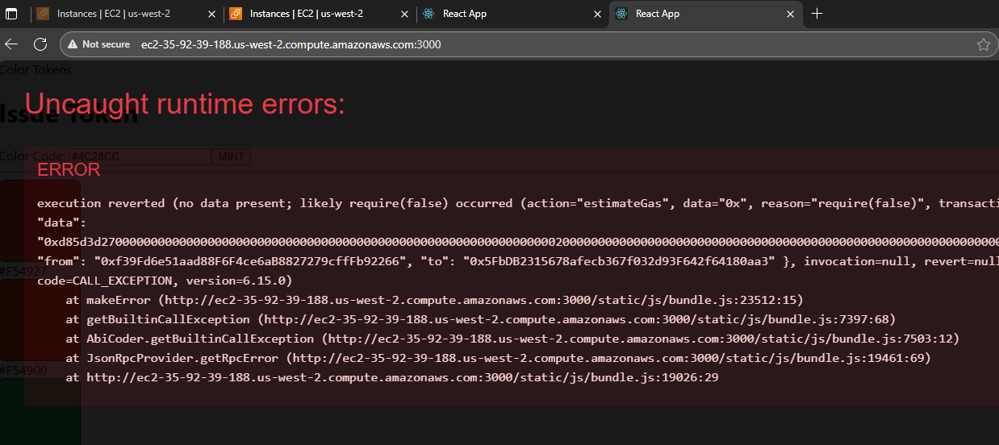 Instances | EC2 | us-west-2
Instances | EC2 | us-west-2
React App
React App
Not secure
ec2-35-92-39-188.us-west-2.compute.amazonaws.com:3000
Color Tokens
Uncaught runtime errors:
Issue Token
Color Code: #4C28CC MINT
ERROR
execution reverted (no data present; likely require(false) occurred (action="estimateGas", data="0x", reason="require(false)", transacti
"data":
"from": "0xf39Fd6e51aad88F6F4ce6aB8827279cffFb92266", "to": "0x5FbDB2315678afecb367f032d93F642f64180aa3" }, invocation=null, revert=null
#F54927
code=CALL_EXCEPTION, version=6.15.0)
at makeError (http://ec2-35-92-39-188.us-west-2.compute.amazonaws.com:3000/static/js/bundle.js:23512:15)
at getBuiltinCallException (http://ec2-35-92-39-188.us-west-2.compute.amazonaws.com:3000/static/js/bundle.js:7397:68)
at AbiCoder.getBuiltinCallException (http://ec2-35-92-39-188.us-west-2.compute.amazonaws.com:3000/static/js/bundle.js:7503:12)
at JsonRpcProvider.getRpcError (http://ec2-35-92-39-188.us-west-2.compute.amazonaws.com:3000/static/js/bundle.js:19461:69)
#F54900
at http://ec2-35-92-39-188.us-west-2.compute.amazonaws.com:3000/static/js/bundle.js:19026:29